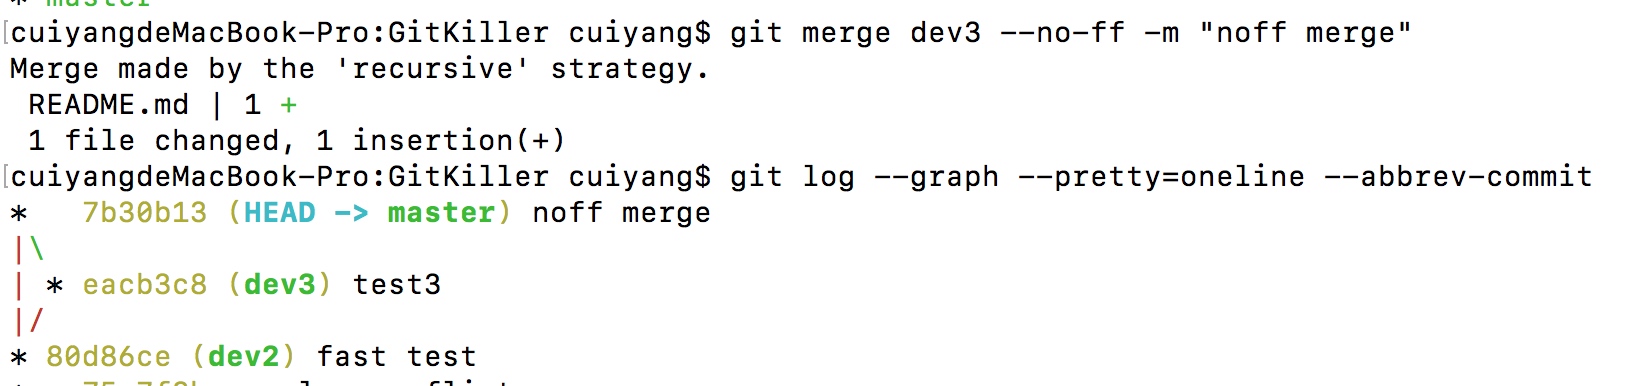 * master
[cuiyangdeMacBook-Pro:GitKiller cuiyang$ git merge dev3 --no-ff -m "noff merge"
Merge made by the 'recursive' strategy.
 README.md | 1 +
 1 file changed, 1 insertion(+)
[cuiyangdeMacBook-Pro:GitKiller cuiyang$ git log --graph --pretty=oneline --abbrev-commit
*   7b30b13 (HEAD -> master) noff merge
|\
| * eacb3c8 (dev3) test3
|/
* 80d86ce (dev2) fast test